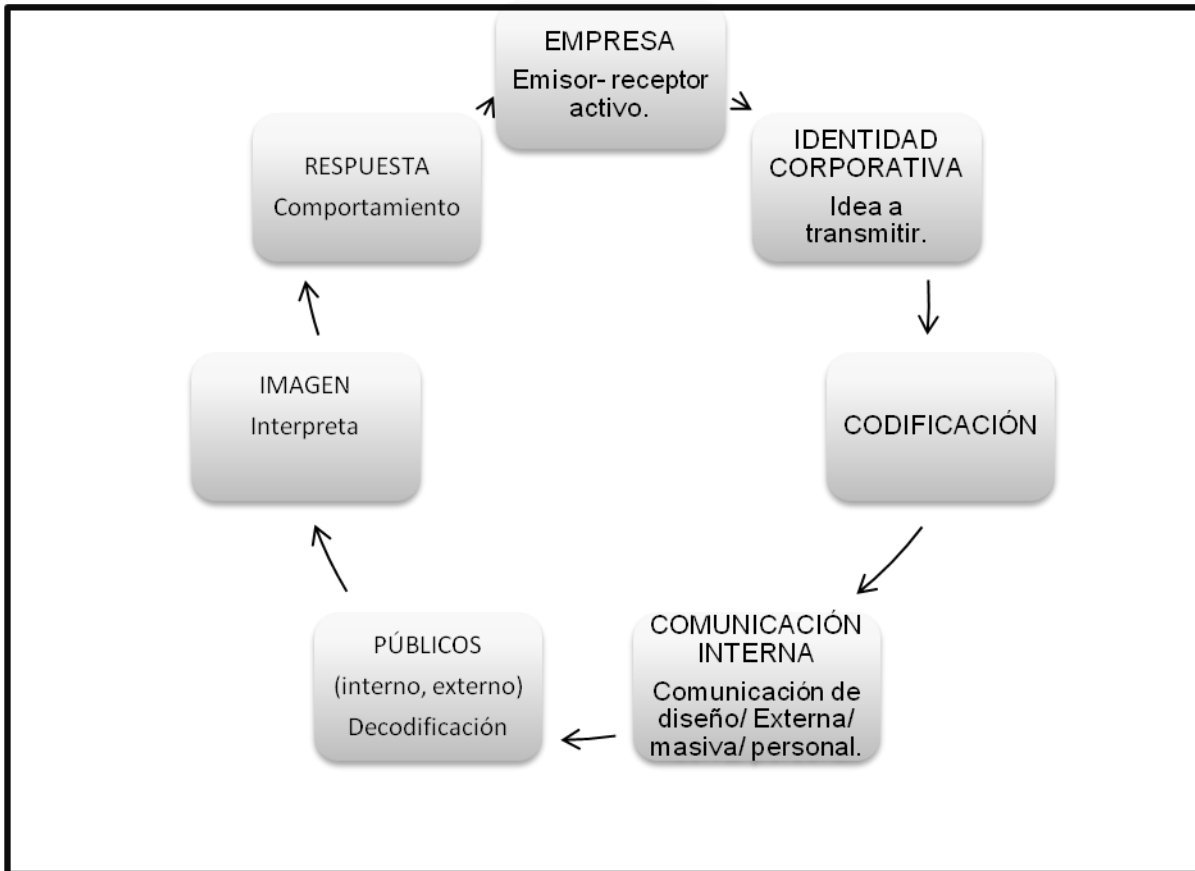 EMPRESA
Emisor- receptor
activo.
IDENTIDAD
CORPORATIVA
Idea a
transmitir.
CODIFICACIÓN
COMUNICACIÓN
INTERNA
Comunicación de
diseño/ Externa/
masiva/ personal.
PÚBLICOS
(interno, externo)
Decodificación
IMAGEN
Interpreta
RESPUESTA
Comportamiento